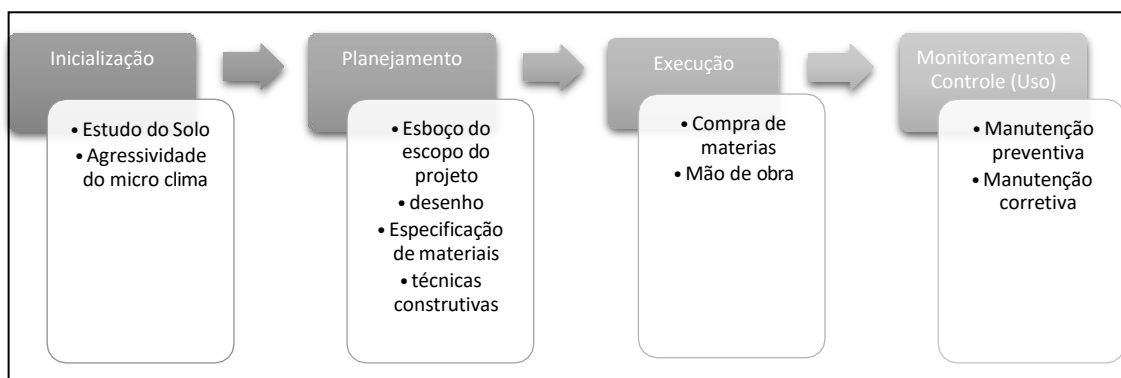 Inicialização
• Estudo do Solo
• Agressividade
do micro clima
Planejamento
• Esboço do
escopo do
projeto
• desenho
• Especificação
de materiais
• técnicas
construtivas
Execução
• Compra de
materias
• Mão de obra
Monitoramento e
Controle (Uso)
• Manutenção
preventiva
• Manutenção
corretiva